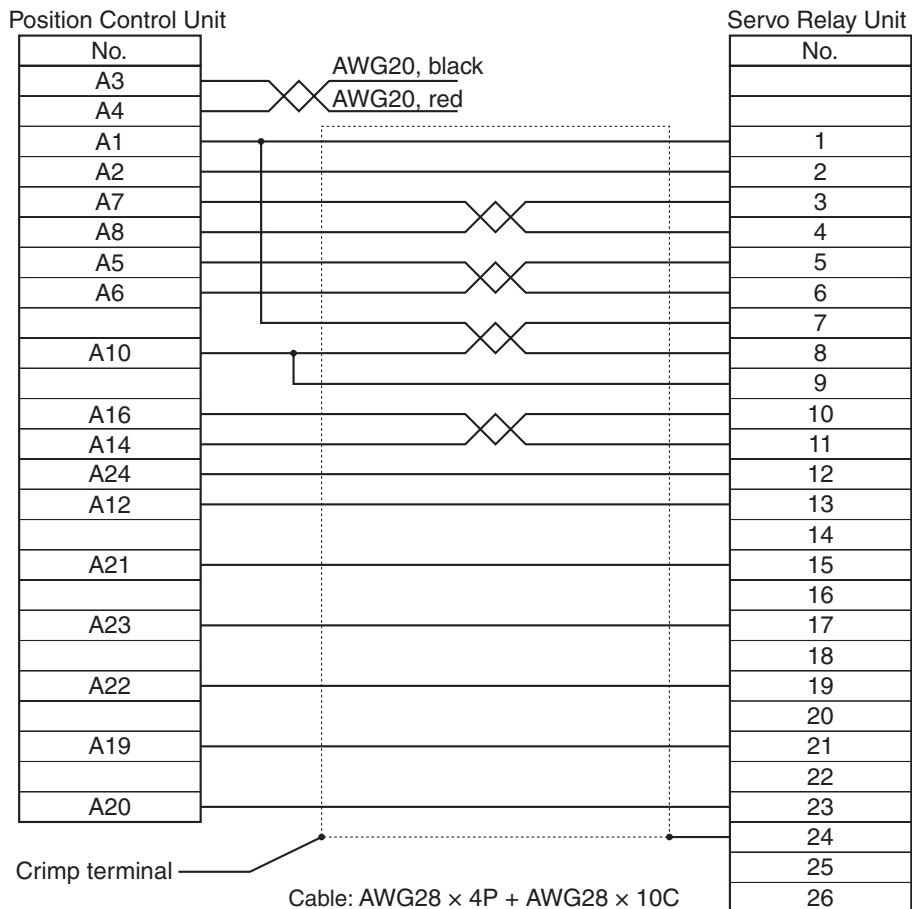 Position Control Unit Servo Relay Unit
No. No.
A3 AWG20, black
A4 AWG20, red
A1 1
A2 2
A7 3
A8 4
A5 5
A6 6
7
A10 8
9
A16 10
A14 11
A24 12
A12 13
14
A21 15
16
A23 17
18
A22 19
20
A19 21
22
A20 23
24
Crimp terminal 25
Cable: AWG28 × 4P + AWG28 × 10C 26